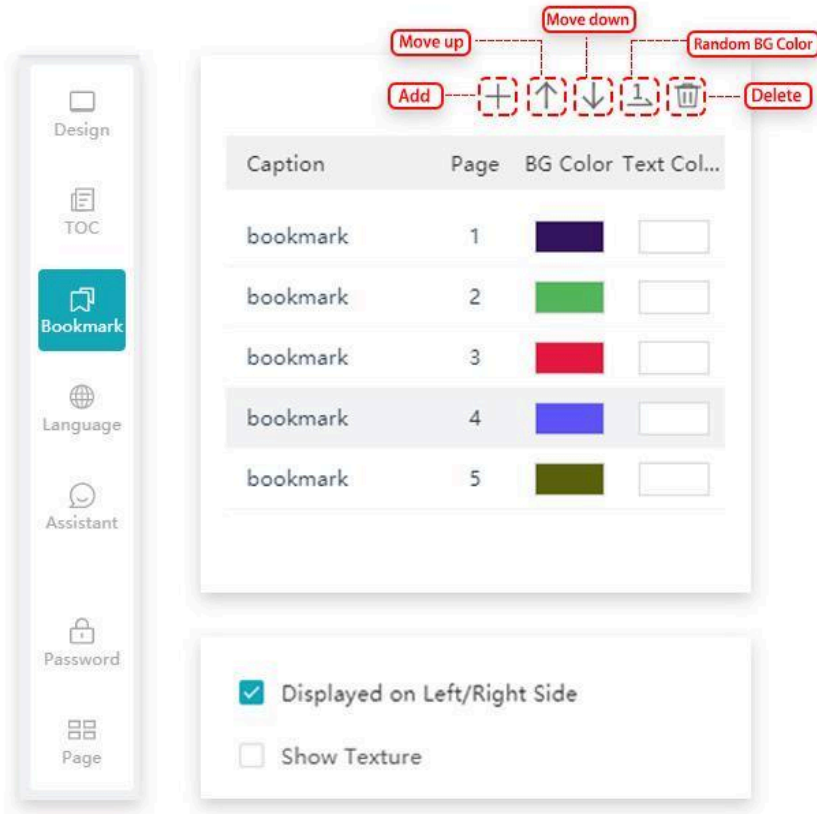 Move down
Move up
Random BG Color
Add
1
Delete
Design
TOC
Bookmark
Language
Assistant
Password
Page
Caption Page BG Color Text Col...
bookmark 1
bookmark 2
bookmark 3
bookmark 4
bookmark 5
Displayed on Left/Right Side
Show Texture